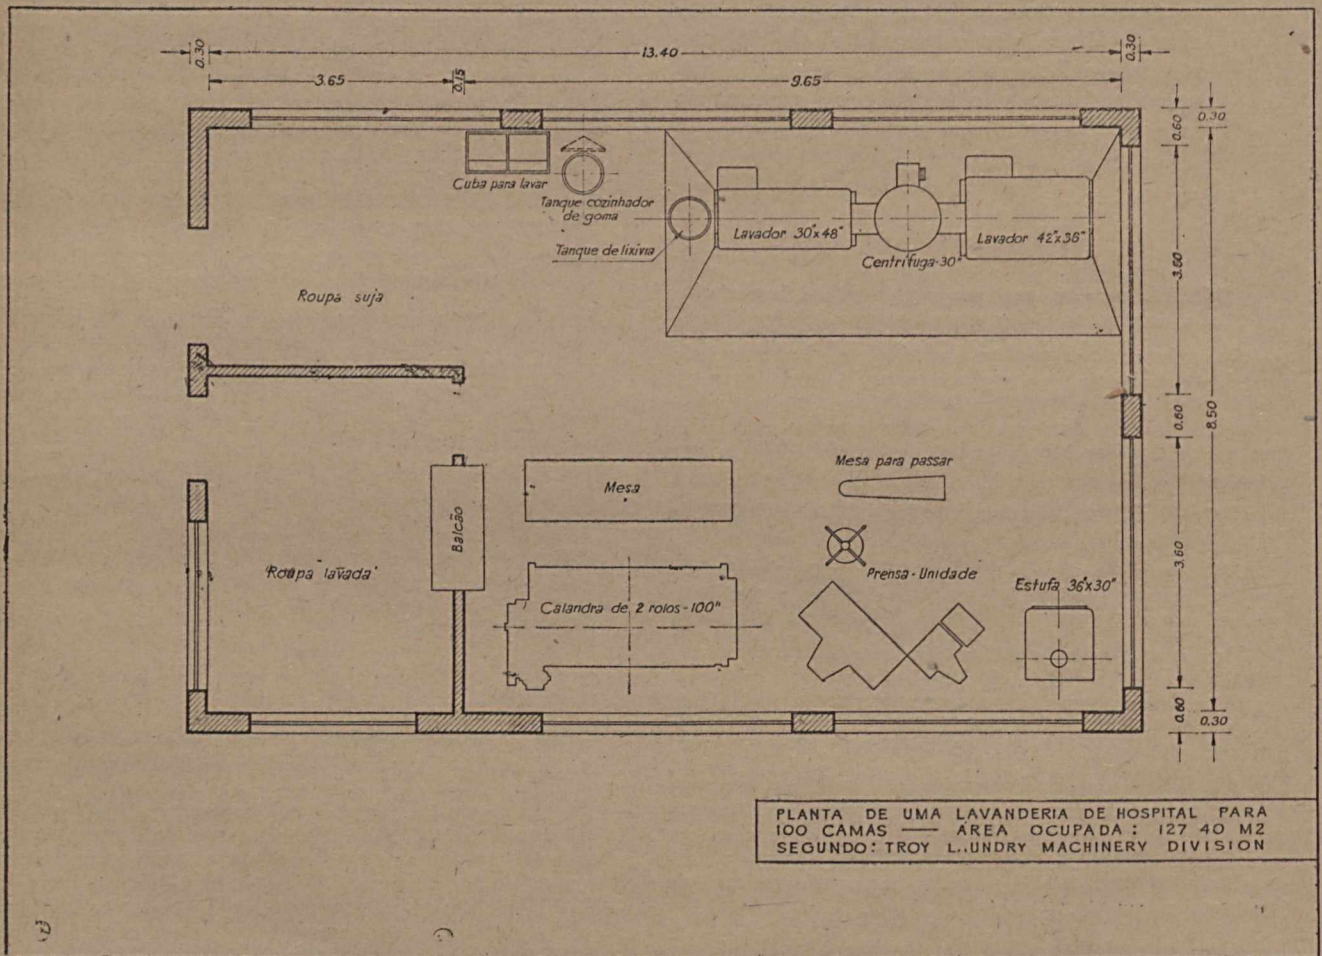 0.30
13.40
0.30
3.65
0.15
9.65
0.60
0.30
Cuba para lavar
Tanque cozinhador
de goma
Tanque de lixivia
Lavador 30"x48"
Centrífuga-30"
Lavador 42"x36"
3.60
Roupa suja
0.60
8.50
Mesa para passar
Mesa
Balcão
Roupa lavada
Prensa-Unidade
3.60
Estufa 36"x30"
Calandra de 2 rolos-100"
0.60
0.30
PLANTA DE UMA LAVANDERIA DE HOSPITAL PARA
100 CAMAS — ÁREA OCUPADA: 127 40 M2
SEGUNDO: TROY L..UNDRY MACHINERY DIVISION